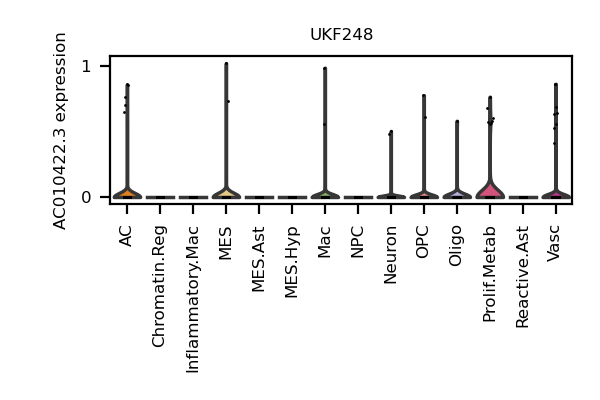 UKF248
AC010422.3 expression
1
0
AC
Chromatin.Reg
Inflammatory.Mac
MES
MES.Ast
MES.Hyp
Mac
NPC
Neuron
OPC
Oligo
Prolif.Metab
Reactive.Ast
Vasc